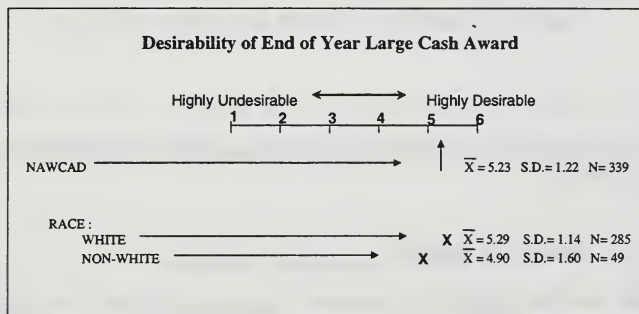 Desirability of End of Year Large Cash Award
Highly Undesirable Highly Desirable
1 2 3 4 5 6
NAWCAD X̅ = 5.23 S.D.= 1.22 N= 339
RACE :
WHITE X X̅ = 5.29 S.D.= 1.14 N= 285
NON-WHITE X X̅ = 4.90 S.D.= 1.60 N= 49